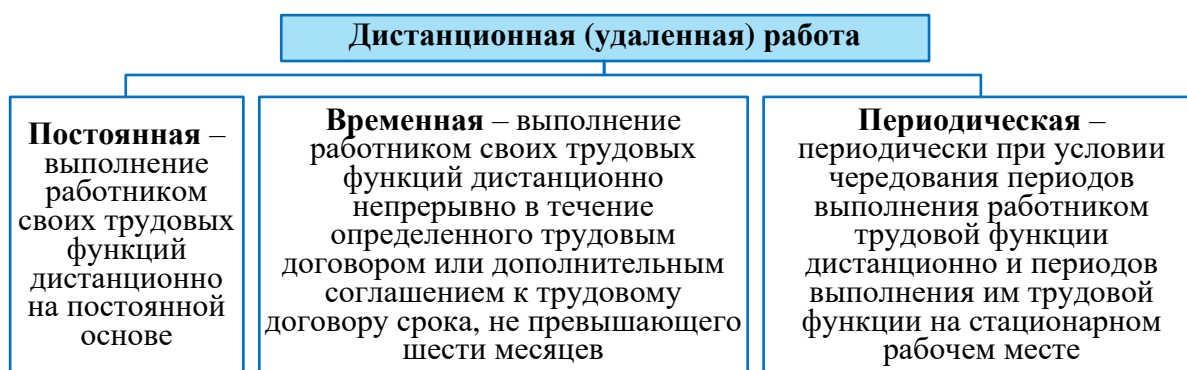 Дистанционная (удаленная) работа
Постоянная –
выполнение
работником
своих трудовых
функций
дистанционно
на постоянной
основе
Временная – выполнение
работником своих трудовых
функций дистанционно
непрерывно в течение
определенного трудовым
договором или дополнительным
соглашением к трудовому
договору срока, не превышающего
шести месяцев
Периодическая –
периодически при условии
чередования периодов
выполнения работником
трудовой функции
дистанционно и периодов
выполнения им трудовой
функции на стационарном
рабочем месте